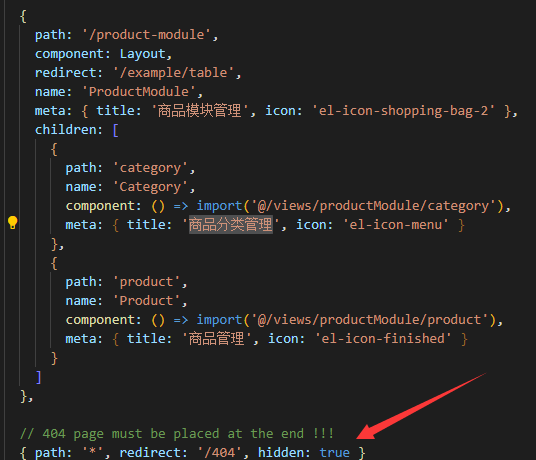 {
path: '/product-module',
component: Layout,
redirect: '/example/table',
name: 'ProductModule',
meta: { title: '商品模块管理', icon: 'el-icon-shopping-bag-2' },
children: [
{
path: 'category',
name: 'Category',
component: () => import('@/views/productModule/category'),
meta: { title: '商品分类管理', icon: 'el-icon-menu' }
},
{
path: 'product',
name: 'Product',
component: () => import('@/views/productModule/product'),
meta: { title: '商品管理', icon: 'el-icon-finished' }
}
]
},
// 404 page must be placed at the end !!!
{ path: '*', redirect: '/404', hidden: true }